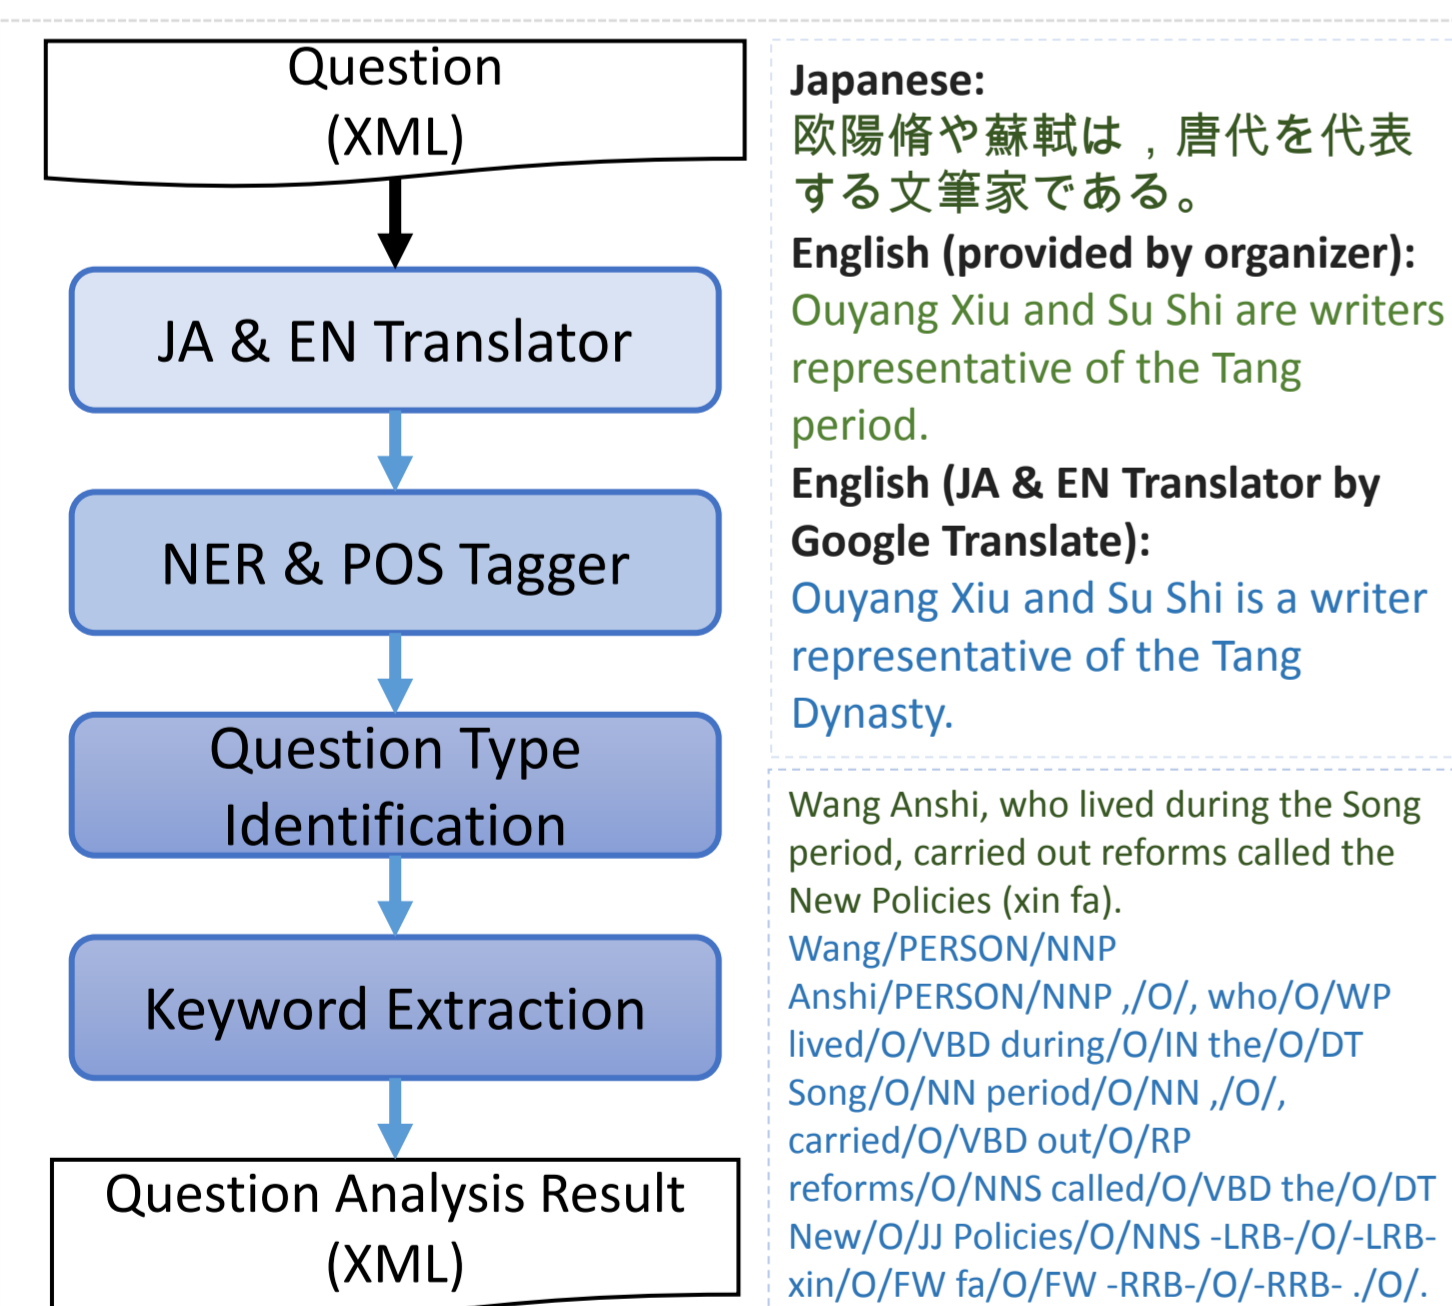 Question
(XML)
JA & EN Translator
NER & POS Tagger
Question Type
Identification
Keyword Extraction
Question Analysis Result
(XML)
Japanese:
欧陽脩や蘇軾は，唐代を代表
する文筆家である。
English (provided by organizer):
Ouyang Xiu and Su Shi are writers
representative of the Tang
period.
English (JA & EN Translator by
Google Translate):
Ouyang Xiu and Su Shi is a writer
representative of the Tang
Dynasty.
Wang Anshi, who lived during the Song
period, carried out reforms called the
New Policies (xin fa).
Wang/PERSON/NNP
Anshi/PERSON/NNP ,/O/, who/O/WP
lived/O/VBD during/O/IN the/O/DT
Song/O/NN period/O/NN ,/O/,
carried/O/VBD out/O/RP
reforms/O/NNS called/O/VBD the/O/DT
New/O/JJ Policies/O/NNS -LRB-/O/-LRB-
xin/O/FW fa/O/FW -RRB-/O/-RRB- ./O/.